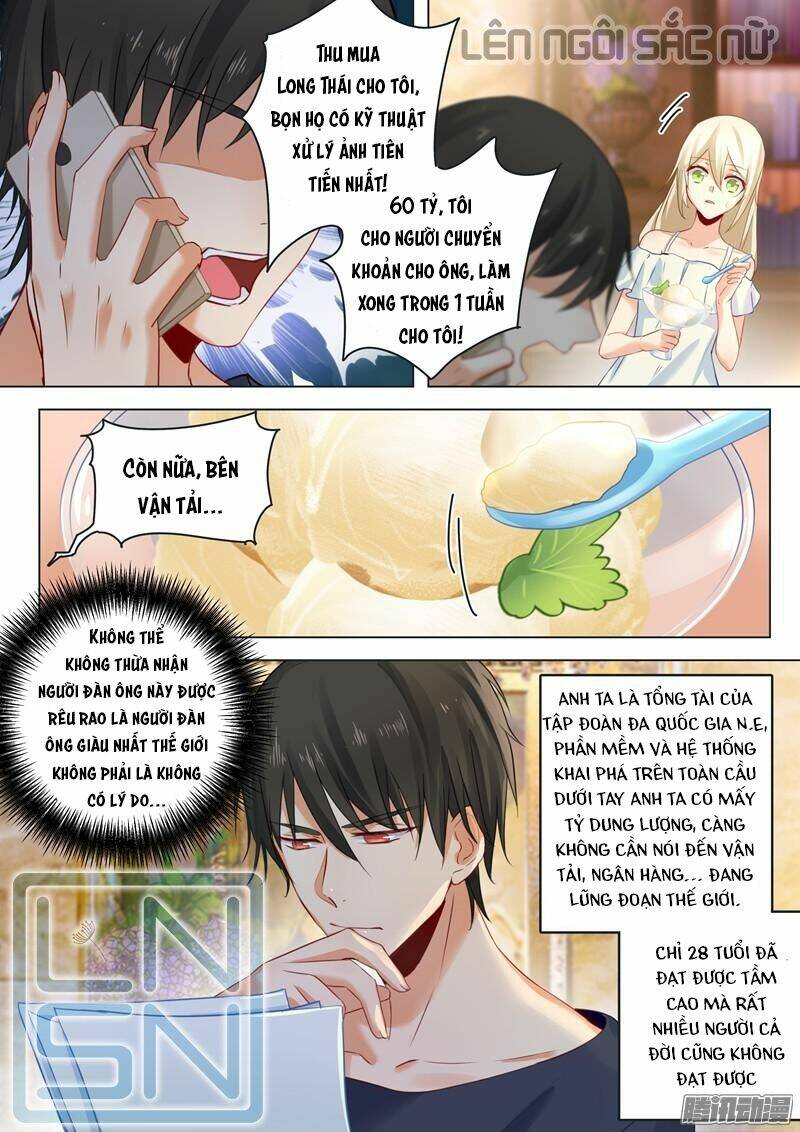 LÊN NGÔI SẮC NỮ
THU MUA
LONG THÁI CHO TÔI,
BỌN HỌ CÓ KỸ THUẬT
XỬ LÝ ẢNH TIÊN
TIẾN NHẤT!
60 TỶ, TÔI
CHO NGƯỜI CHUYỂN
KHOẢN CHO ÔNG, LÀM
XONG TRONG 1 TUẦN
CHO TÔI!
CÒN NỮA, BÊN
VẬN TẢI...
KHÔNG THỂ
KHÔNG THỪA NHẬN
NGƯỜI ĐÀN ÔNG NÀY ĐƯỢC
RÊU RAO LÀ NGƯỜI ĐÀN
ÔNG GIÀU NHẤT THẾ GIỚI
KHÔNG PHẢI LÀ KHÔNG
CÓ LÝ DO...
ANH TA LÀ TỔNG TÀI CỦA
TẬP ĐOÀN ĐA QUỐC GIA N.E,
PHẦN MỀM VÀ HỆ THỐNG
KHAI PHÁ TRÊN TOÀN CẦU
DƯỚI TAY ANH TA CÓ MẤY
TỶ DUNG LƯỢNG, CÀNG
KHÔNG CẦN NÓI ĐẾN VẬN
TẢI, NGÂN HÀNG... ĐANG
LŨNG ĐOẠN THẾ GIỚI.
CHỈ 28 TUỔI ĐÃ
ĐẠT ĐƯỢC TẦM
CAO MÀ RẤT
NHIỀU NGƯỜI CẢ
ĐỜI CŨNG KHÔNG
ĐẠT ĐƯỢC
LN
SN
腾讯动漫